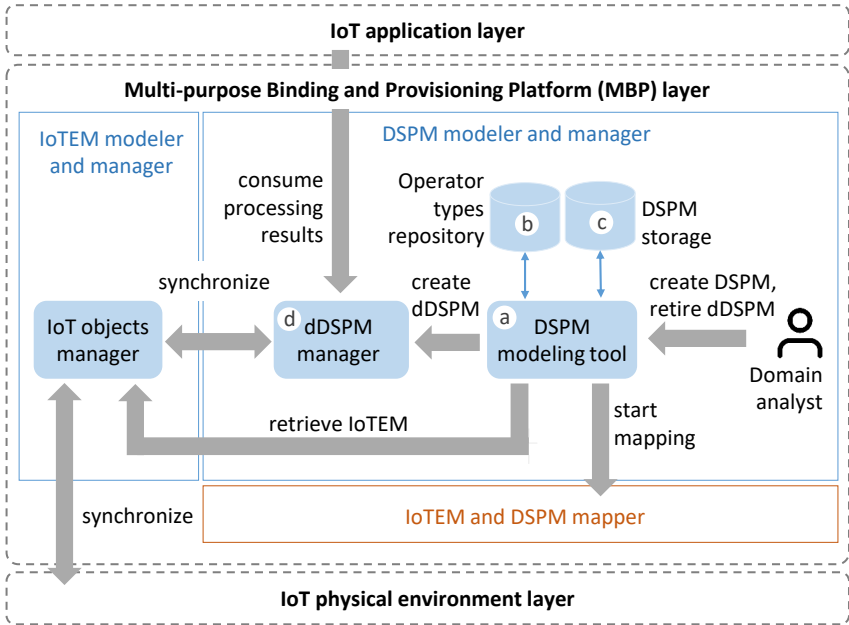 IoT application layer
Multi-purpose Binding and Provisioning Platform (MBP) layer
IoTEM modeler
and manager
DSPM modeler and manager
consume
processing
results
Operator
types
repository
b
c
DSPM
storage
synchronize
create
dDSPM
create DSPM,
retire dDSPM
IoT objects
manager
d
dDSPM
manager
a
DSPM
modeling tool
Domain
analyst
retrieve IoTEM
start
mapping
synchronize
IoTEM and DSPM mapper
IoT physical environment layer